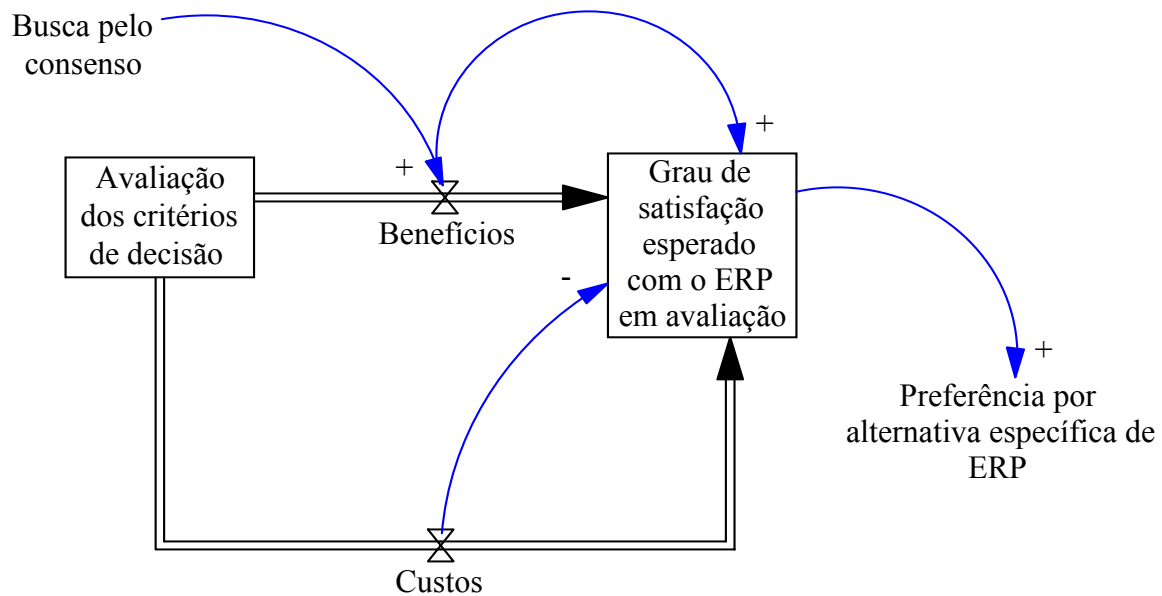 Busca pelo
consenso
+
+
Avaliação
dos critérios
de decisão
Benefícios
Grau de
satisfação
esperado
com o ERP
em avaliação
-
+
Preferência por
alternativa específica de
ERP
Custos